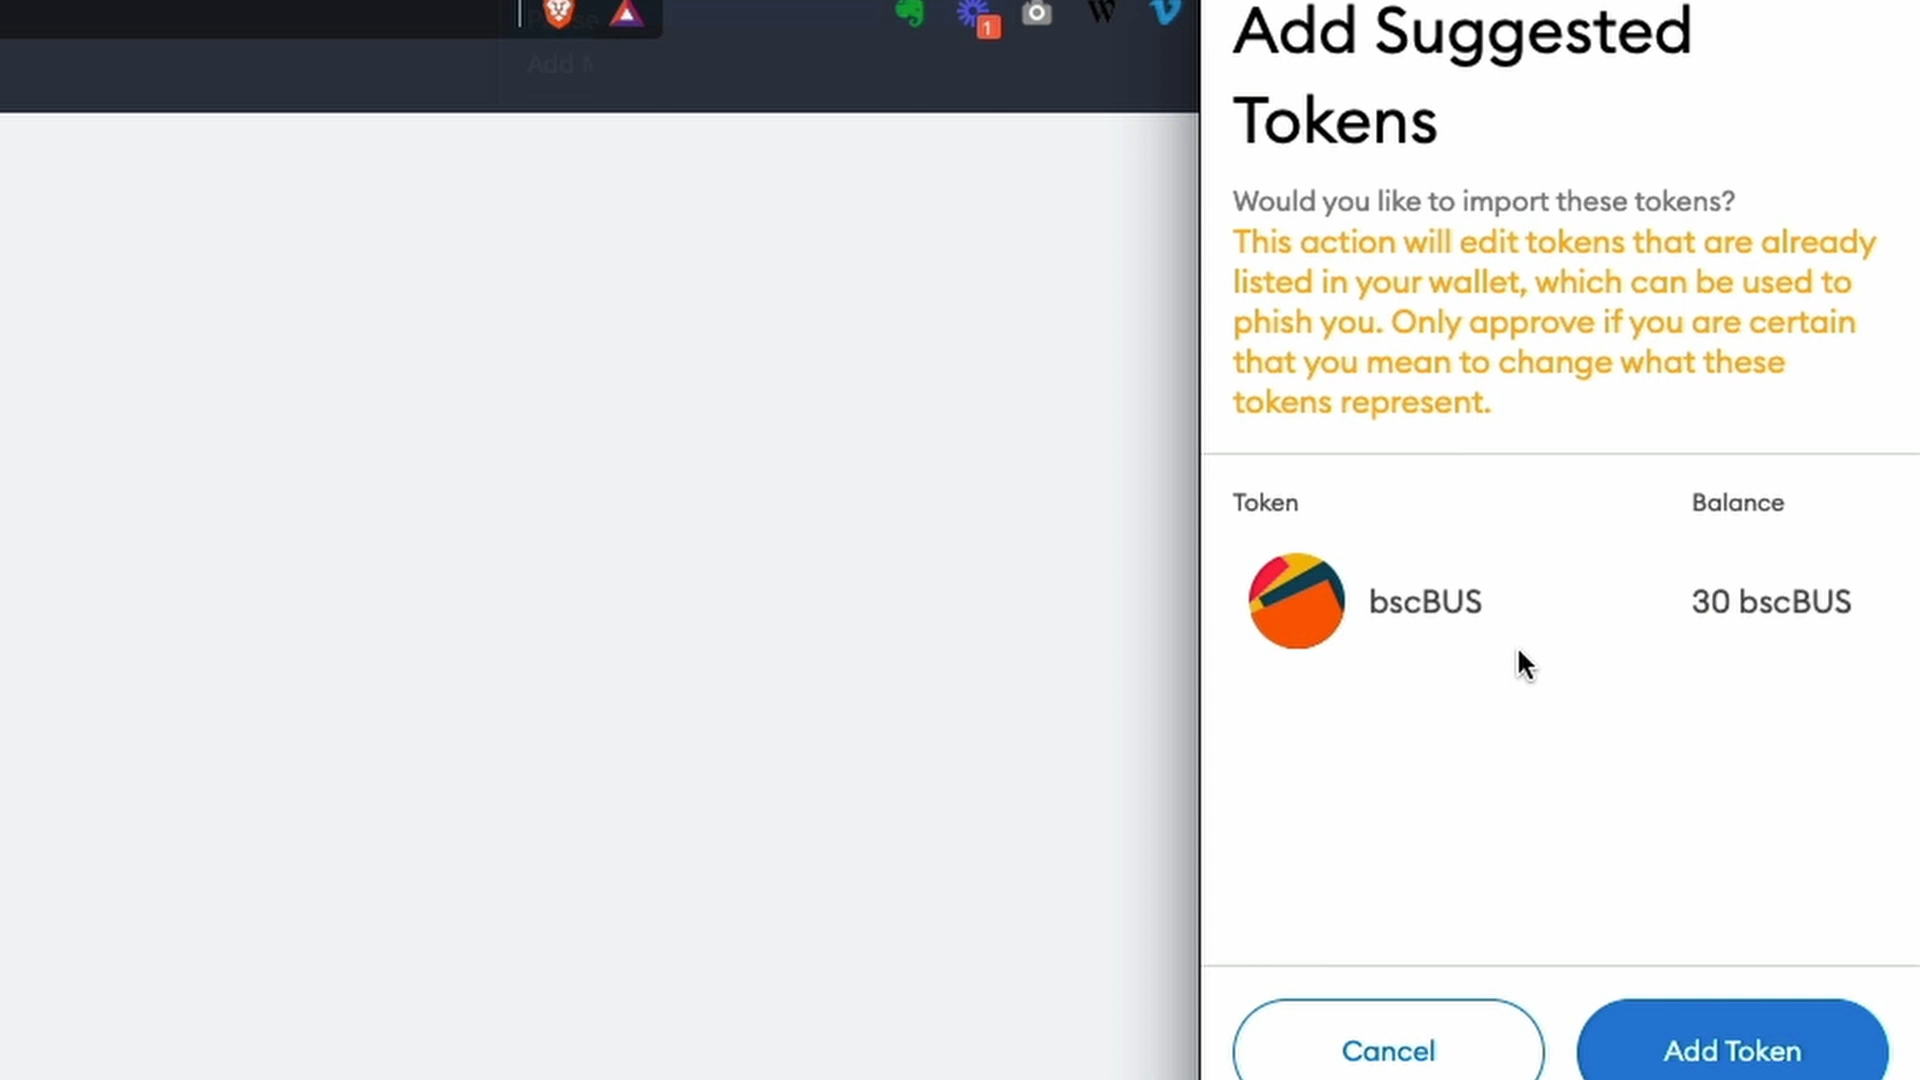 Add Suggested
Tokens
Add M
1
Would you like to import these tokens?
This action will edit tokens that are already
listed in your wallet, which can be used to
phish you. Only approve if you are certain
that you mean to change what these
tokens represent.
Token Balance
bscBUS 30 bscBUS
Cancel Add Token